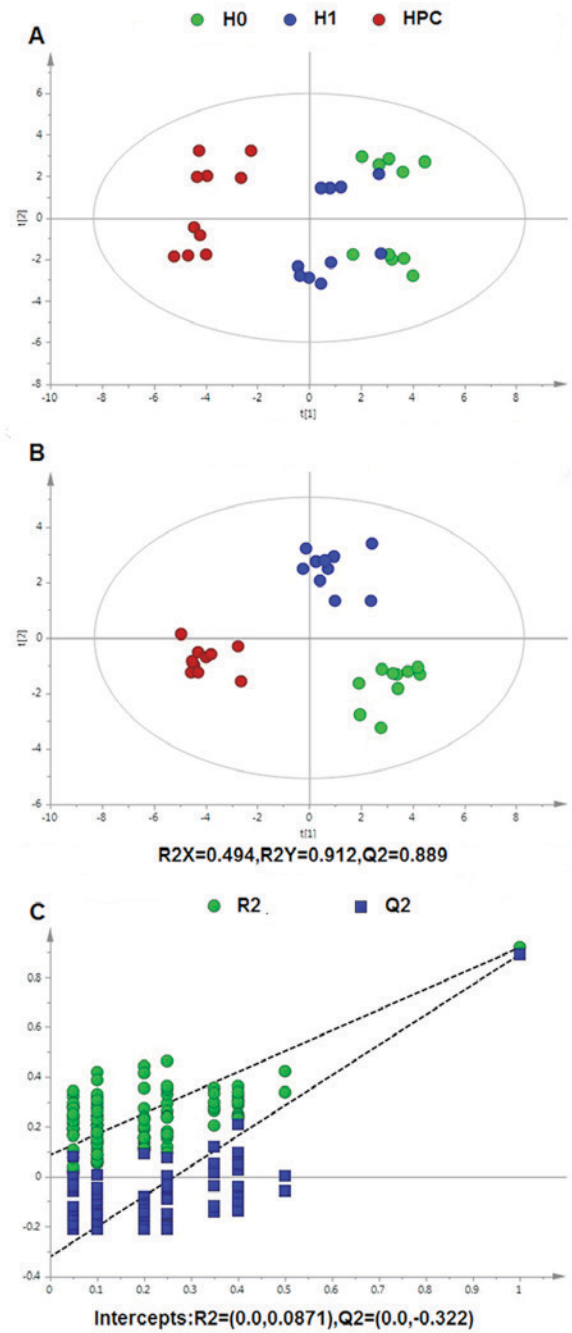 A
H0 H1 HPC
6
4
2
0
-2
-4
-6
-8
t[2]
-10 -8 -6 -4 -2 0 2 4 6 8
t[1]
B
4
2
0
-2
-4
-6
t[2]
-10 -8 -6 -4 -2 0 2 4 6 8
t[1]
R2X=0.494,R2Y=0.912,Q2=0.889
C
R2 Q2
0.8
0.6
0.4
0.2
0
-0.2
-0.4
0 0.1 0.2 0.3 0.4 0.5 0.6 0.7 0.8 0.9 1
Intercepts:R2=(0.0,0.0871),Q2=(0.0,-0.322)